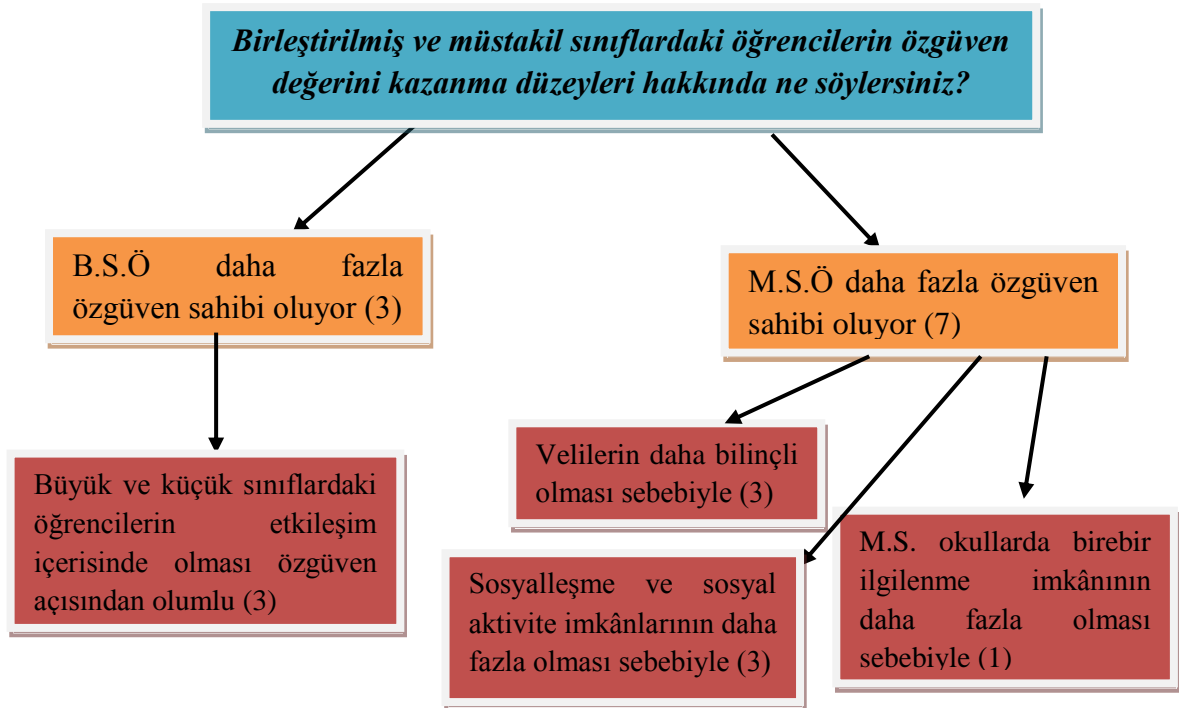 Birleştirilmiş ve müstakil sınıflardaki öğrencilerin özgüven
değerini kazanma düzeyleri hakkında ne söylersiniz?
B.S.Ö daha fazla
özgüven sahibi oluyor (3)
M.S.Ö daha fazla özgüven
sahibi oluyor (7)
Büyük ve küçük sınıflardaki
öğrencilerin etkileşim
içerisinde olması özgüven
açısından olumlu (3)
Velilerin daha bilinçli
olması sebebiyle (3)
Sosyalleşme ve sosyal
aktivite imkânlarının daha
fazla olması sebebiyle (3)
M.S. okullarda birebir
ilgilenme imkânının
daha fazla olması
sebebiyle (1)